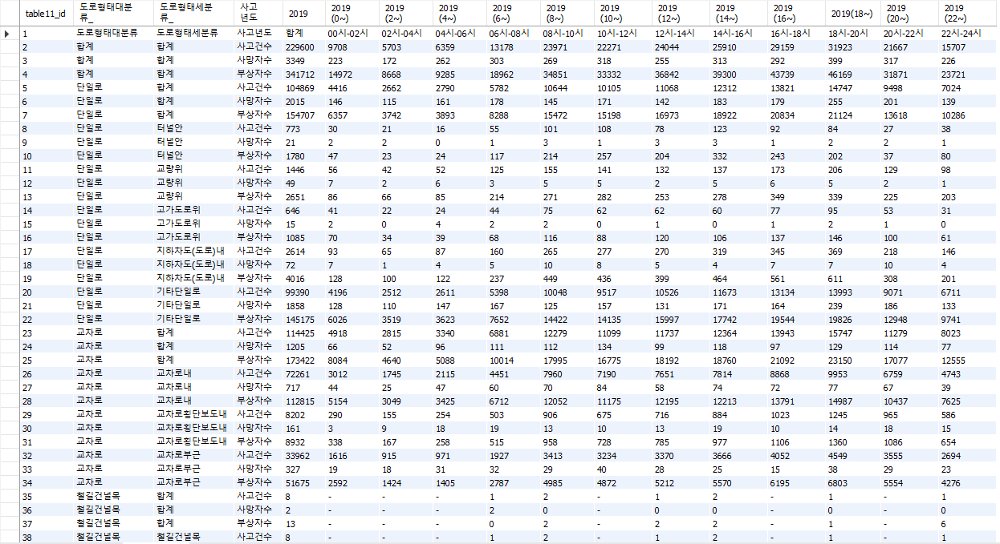 table11_id 도로형태대분류_ 도로형태세분류_ 사고년도 2019 2019 (0~) 2019 (2~) 2019 (4~) 2019 (6~) 2019 (8~) 2019 (10~) 2019 (12~) 2019 (14~) 2019 (16~) 2019(18~) 2019 (20~) 2019 (22~)
1 도로형태대분류 도로형태세분류 사고년도 합계 00시-02시 02시-04시 04시-06시 06시-08시 08시-10시 10시-12시 12시-14시 14시-16시 16시-18시 18시-20시 20시-22시 22시-24시
2 합계 합계 사고건수 229600 9708 5703 6359 13178 23971 22271 24044 25910 29159 31923 21667 15707
3 합계 합계 사망자수 3349 223 172 262 303 269 318 255 313 292 399 317 226
4 합계 합계 부상자수 341712 14972 8668 9285 18962 34851 33332 36842 39300 43739 46169 31871 23721
5 단일로 합계 사고건수 104869 4416 2662 2790 5782 10644 10105 11068 12312 13821 14747 9498 7024
6 단일로 합계 사망자수 2015 146 115 161 178 145 171 142 183 179 255 201 139
7 단일로 합계 부상자수 154707 6357 3742 3893 8288 15472 15198 16973 18922 20834 21124 13618 10286
8 단일로 터널안 사고건수 773 30 21 16 55 101 108 78 123 92 84 27 38
9 단일로 터널안 사망자수 21 2 2 0 1 3 1 3 3 1 2 2 1
10 단일로 터널안 부상자수 1780 47 23 24 117 214 257 204 332 243 202 37 80
11 단일로 교량위 사고건수 1446 56 42 52 125 155 141 132 137 173 206 129 98
12 단일로 교량위 사망자수 49 7 2 6 3 5 5 2 5 6 5 2 1
13 단일로 교량위 부상자수 2651 86 66 85 214 271 282 253 278 349 339 225 203
14 단일로 고가도로위 사고건수 646 41 22 24 44 75 62 62 60 77 95 53 31
15 단일로 고가도로위 사망자수 15 2 0 4 2 2 0 1 0 1 2 1 0
16 단일로 고가도로위 부상자수 1085 70 34 39 68 116 88 120 106 137 146 100 61
17 단일로 지하차도(도로)내 사고건수 2614 93 65 87 160 265 277 270 319 345 369 218 146
18 단일로 지하차도(도로)내 사망자수 72 7 1 4 5 10 8 5 4 7 7 10 4
19 단일로 지하차도(도로)내 부상자수 4016 128 100 122 237 449 436 399 464 561 611 308 201
20 단일로 기타단일로 사고건수 99390 4196 2512 2611 5398 10048 9517 10526 11673 13134 13993 9071 6711
21 단일로 기타단일로 사망자수 1858 128 110 147 167 125 157 131 171 164 239 186 133
22 단일로 기타단일로 부상자수 145175 6026 3519 3623 7652 14422 14135 15997 17742 19544 19826 12948 9741
23 교차로 합계 사고건수 114425 4918 2815 3340 6881 12279 11099 11737 12364 13943 15747 11279 8023
24 교차로 합계 사망자수 1205 66 52 96 111 112 134 99 118 97 129 114 77
25 교차로 합계 부상자수 173422 8084 4640 5088 10014 17995 16775 18192 18760 21092 23150 17077 12555
26 교차로 교차로내 사고건수 72261 3012 1745 2115 4451 7960 7190 7651 7814 8868 9953 6759 4743
27 교차로 교차로내 사망자수 717 44 25 47 60 70 84 58 74 72 77 67 39
28 교차로 교차로내 부상자수 112815 5154 3049 3425 6712 12052 11175 12195 12213 13791 14987 10437 7625
29 교차로 교차로횡단보도내 사고건수 8202 290 155 254 503 906 675 716 884 1023 1245 965 586
30 교차로 교차로횡단보도내 사망자수 161 3 9 18 19 13 10 13 19 10 14 18 15
31 교차로 교차로횡단보도내 부상자수 8932 338 167 258 515 958 728 785 977 1106 1360 1086 654
32 교차로 교차로부근 사고건수 33962 1616 915 971 1927 3413 3234 3370 3666 4052 4549 3555 2694
33 교차로 교차로부근 사망자수 327 19 18 31 32 29 40 28 25 15 38 29 23
34 교차로 교차로부근 부상자수 51675 2592 1424 1405 2787 4985 4872 5212 5570 6195 6803 5554 4276
35 철길건널목 합계 사고건수 8 - - - 1 2 - 1 2 - 1 - 1
36 철길건널목 합계 사망자수 2 - - - 2 0 - 0 0 - 0 - 0
37 철길건널목 합계 부상자수 13 - - - 0 2 - 2 2 - 1 - 6
38 철길건널목 철길건널목 사고건수 8 - - - 1 2 - 1 2 - 1 - 1